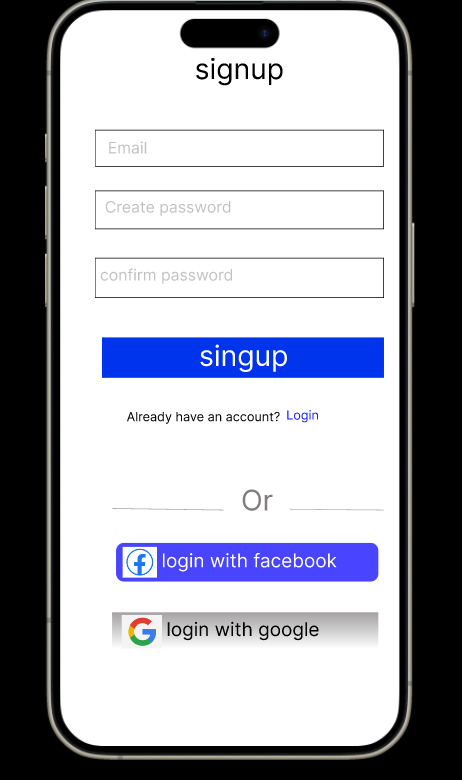 signup
Email
Create password
confirm password
singup
Already have an account? Login
Or
login with facebook
login with google